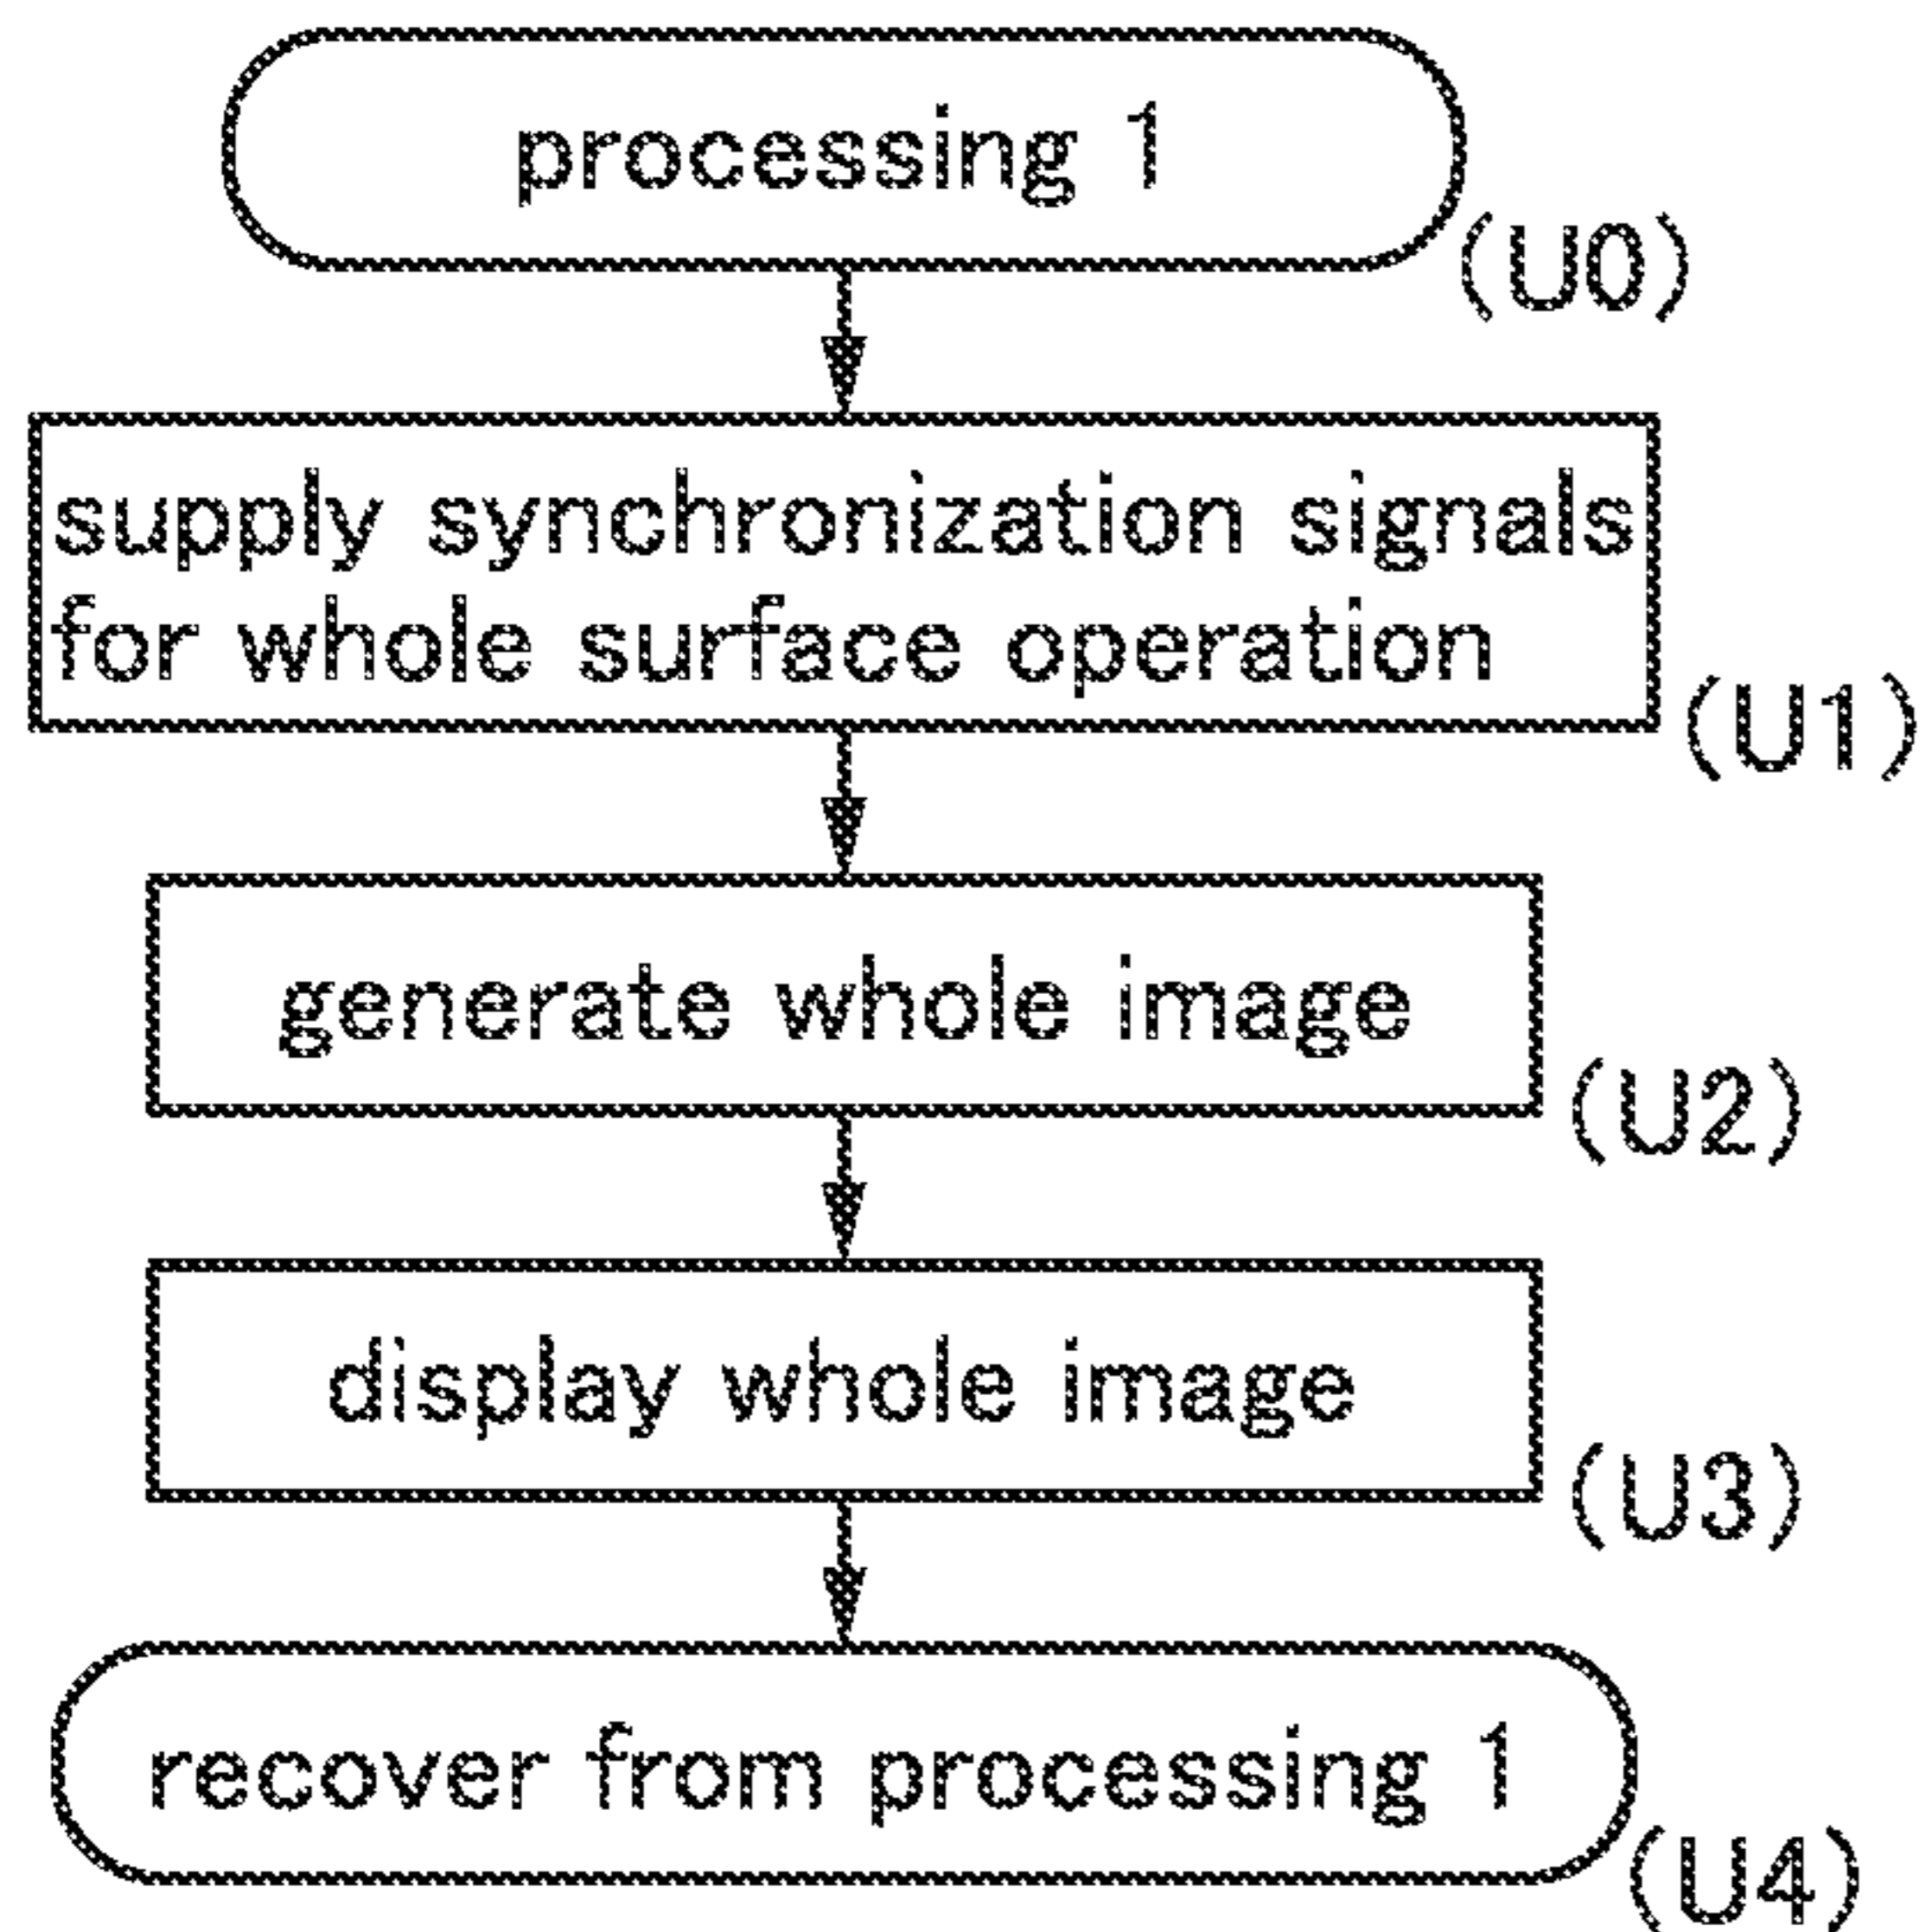 processing 1
(U0)
supply synchronization signals
for whole surface operation
(U1)
generate whole image
(U2)
display whole image
(U3)
recover from processing 1
(U4)